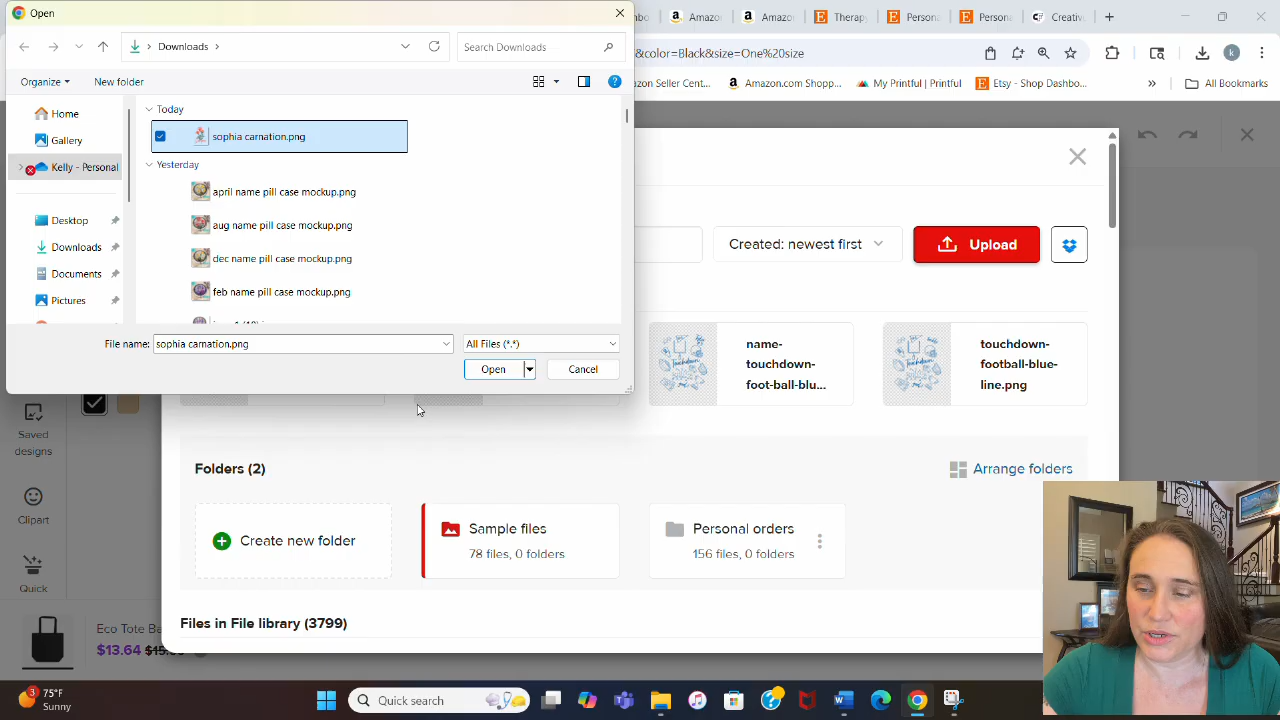 Open
Amazo
Amazo
Therapy
Persona
Persona
Creativ
Downloads
Search Downloads
&color=Black&size=One%20size
Organize
New folder
zon Seller Cent...
Amazon.com Shopp...
My Printful | Printful
Etsy - Shop Dashbo...
All Bookmarks
Home
Gallery
Kelly - Personal
Desktop
Downloads
Documents
Pictures
Today
sophia carnation.png
Yesterday
april name pill case mockup.png
aug name pill case mockup.png
dec name pill case mockup.png
feb name pill case mockup.png
File name:
sophia carnation.png
All Files (*.*)
Open
Cancel
Created: newest first
Upload
name-
touchdown-
foot-ball-blu...
touchdown-
football-blue-
line.png
Saved
designs
Clipart
Quick
Folders (2)
Arrange folders
Create new folder
Sample files
78 files, 0 folders
Personal orders
156 files, 0 folders
Files in File library (3799)
Eco Tote Ba
$13.64
3
75°F
Sunny
Quick search